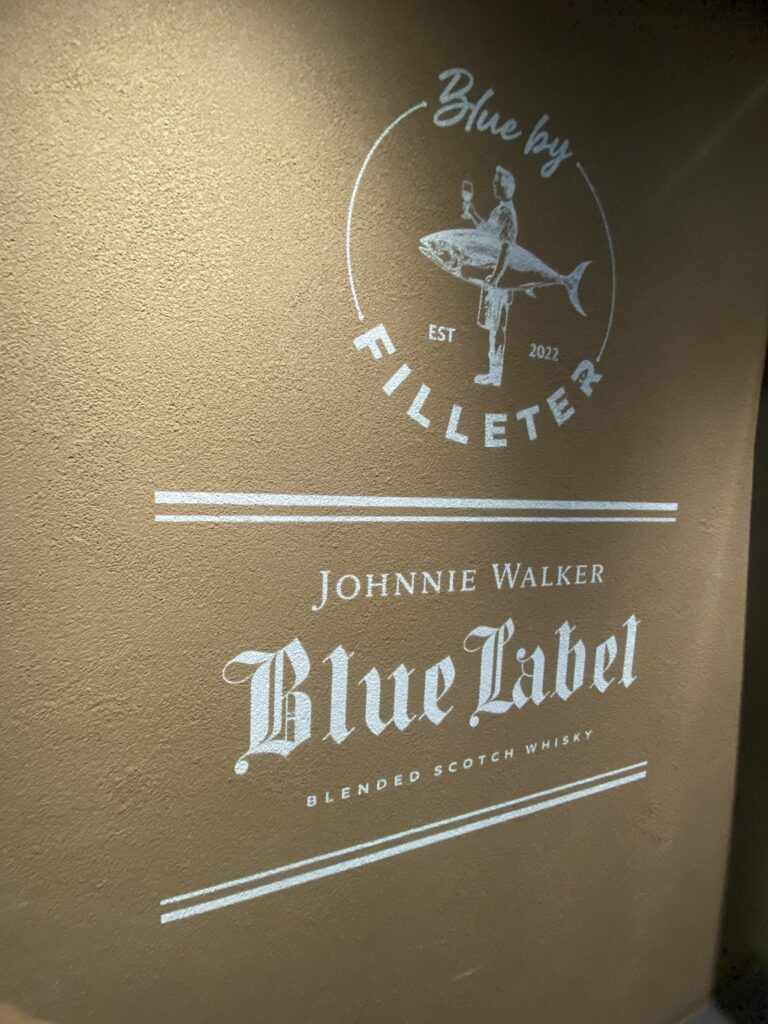 Blue by
EST 2022
FILLETER
JOHNNIE WALKER
Blue Label
BLENDED SCOTCH WHISKY